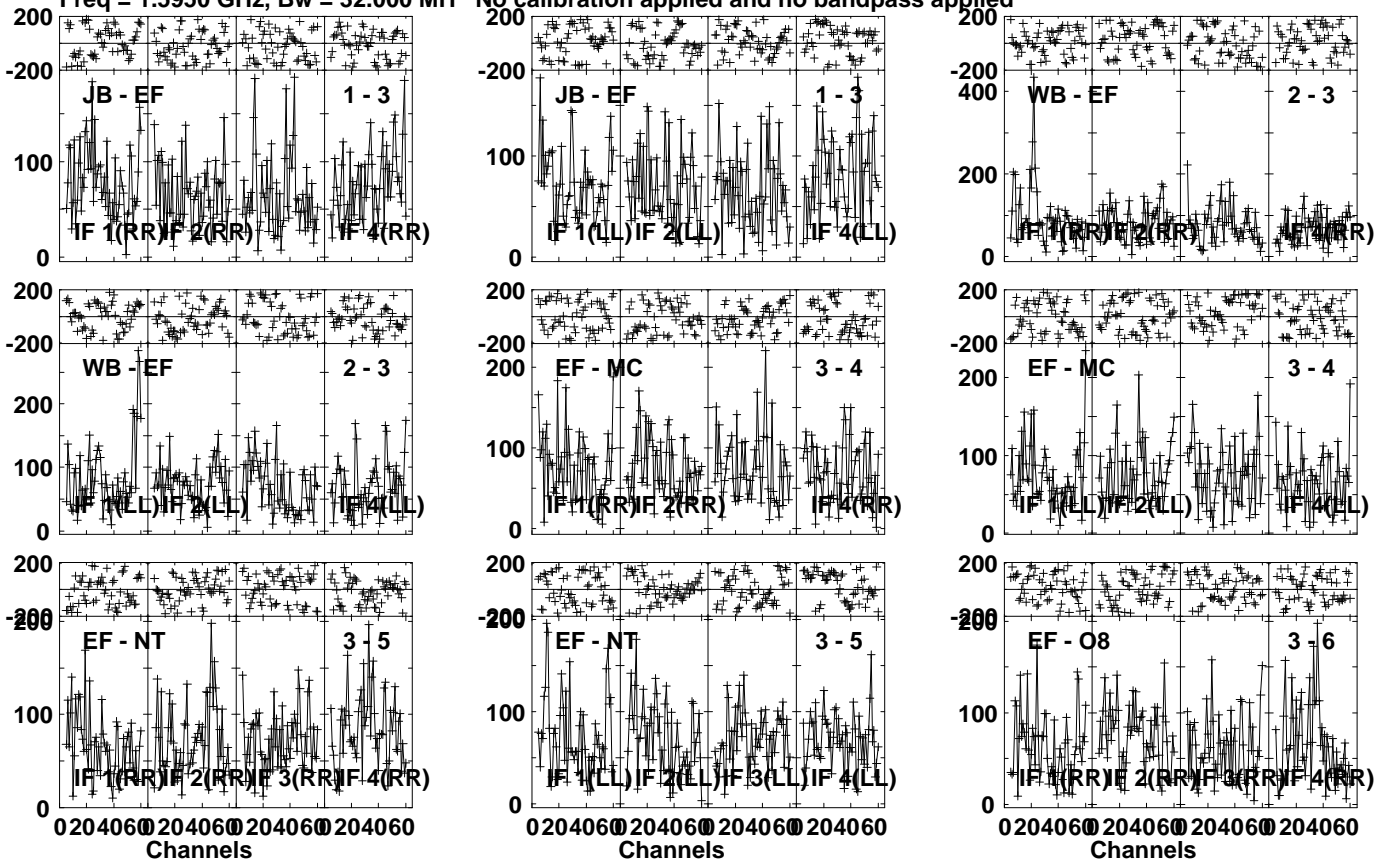 Freq = 1.5950 GHz, Bw = 32.000 MH No calibration applied and no bandpass applied
200
-200
JB - EF 1 - 3
100
IF 1(RR) IF 2(RR) IF 4(RR)
0
200
-200
JB - EF 1 - 3
100
IF 1(LL) IF 2(LL) IF 4(LL)
0
200
-200
400
WB - EF 2 - 3
200
IF 1(RR) IF 2(RR) IF 4(RR)
0
200
-200
WB - EF 2 - 3
200
100
IF 1(LL) IF 2(LL) IF 4(LL)
0
200
-200
200
EF - MC 3 - 4
100
IF 1(RR) IF 2(RR) IF 4(RR)
0
200
-200
200
EF - MC 3 - 4
100
IF 1(LL) IF 2(LL) IF 4(LL)
0
200
-200
200
EF - NT 3 - 5
100
IF 1(RR) IF 2(RR) IF 3(RR) IF 4(RR)
0
0 20 40 60 0 20 40 60 0 20 40 60 0 20 40 60
Channels
200
-200
200
EF - NT 3 - 5
100
IF 1(LL) IF 2(LL) IF 3(LL) IF 4(LL)
0
0 20 40 60 0 20 40 60 0 20 40 60 0 20 40 60
Channels
200
-200
200
EF - O8 3 - 6
100
IF 1(RR) IF 2(RR) IF 3(RR) IF 4(RR)
0
0 20 40 60 0 20 40 60 0 20 40 60 0 20 40 60
Channels